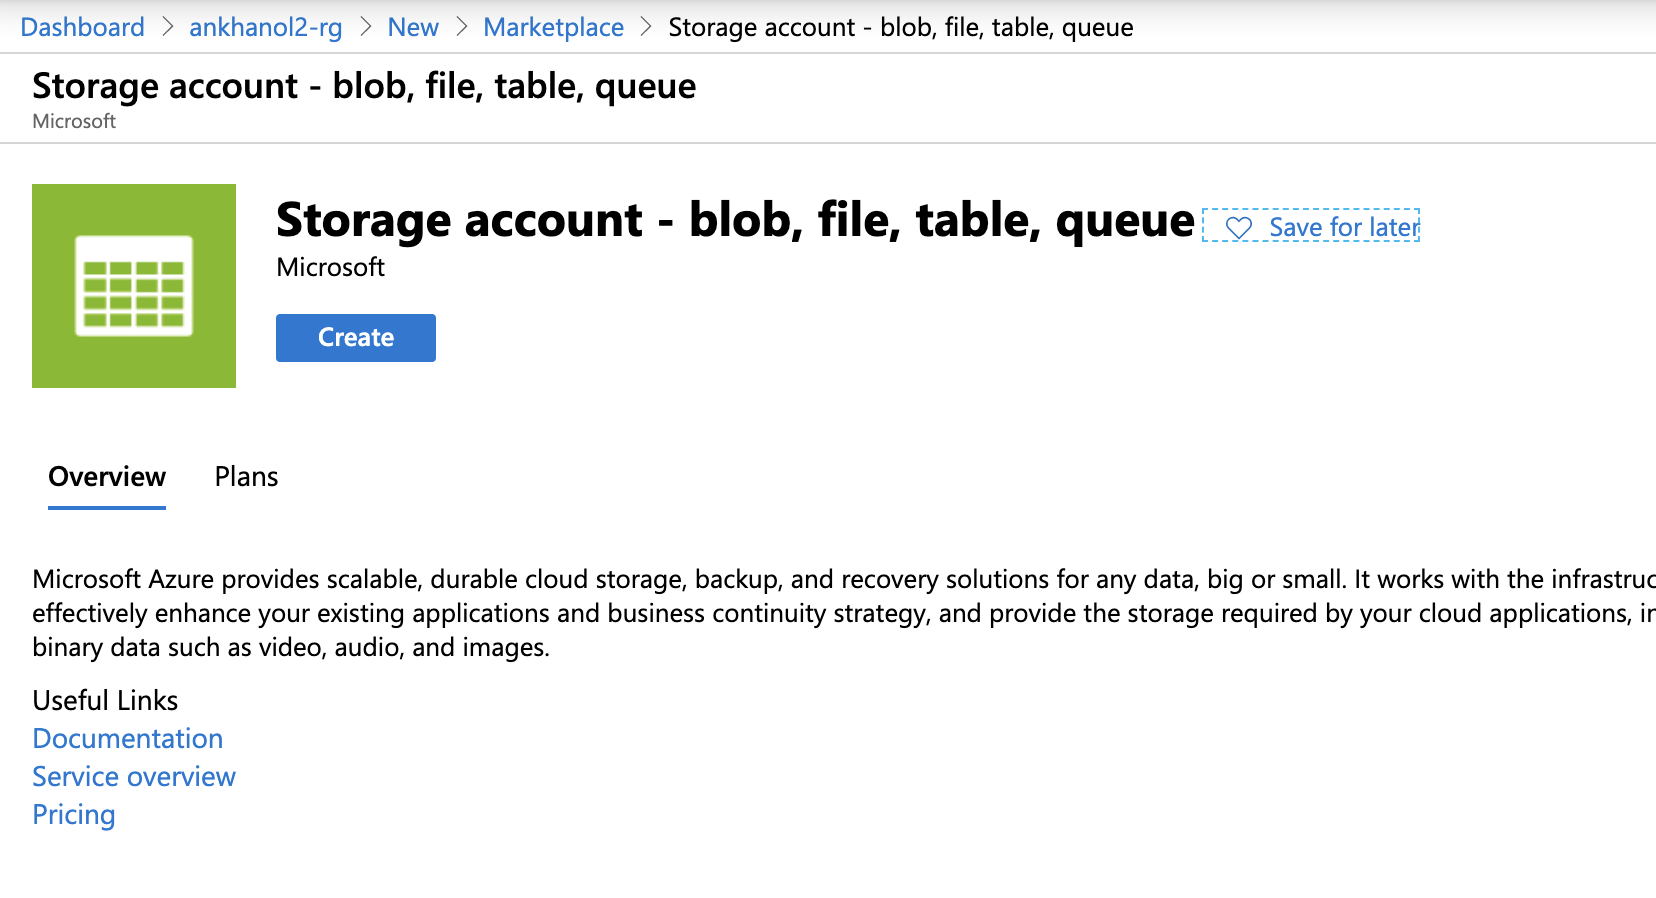 Dashboard > ankhanol2-rg > New > Marketplace > Storage account - blob, file, table, queue
Storage account - blob, file, table, queue
Microsoft
Storage account - blob, file, table, queue
Save for later
Microsoft
Create
Overview Plans
Microsoft Azure provides scalable, durable cloud storage, backup, and recovery solutions for any data, big or small. It works with the infrastruc
effectively enhance your existing applications and business continuity strategy, and provide the storage required by your cloud applications, in
binary data such as video, audio, and images.
Useful Links
Documentation
Service overview
Pricing